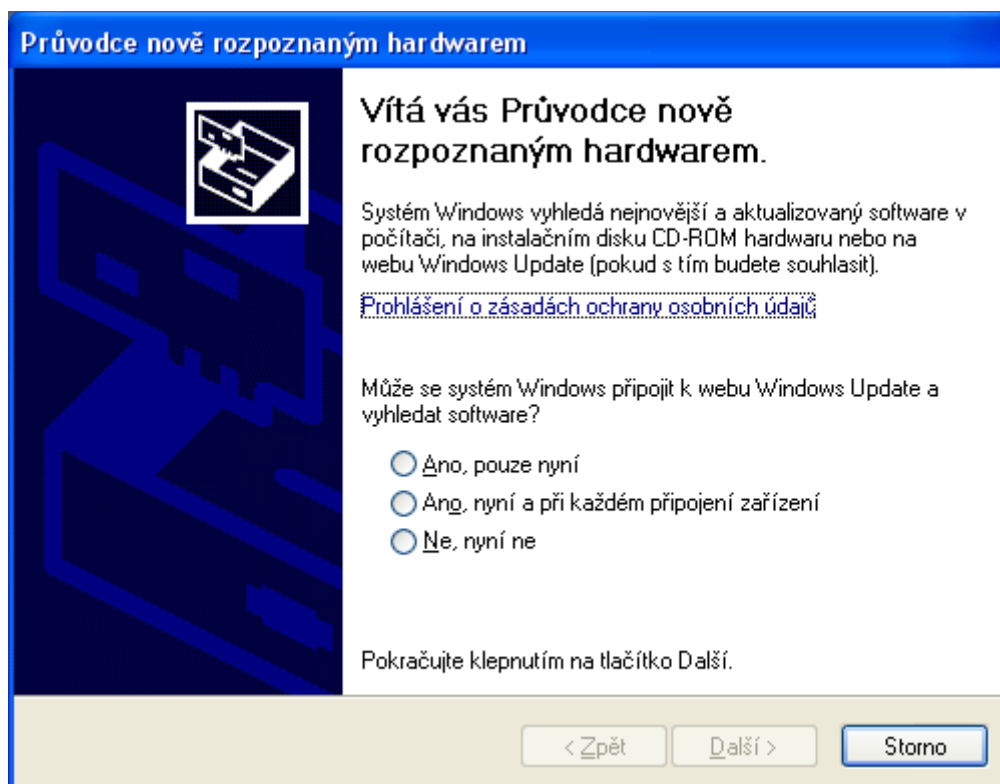 Průvodce nově rozpoznaným hardwarem
Vítá vás Průvodce nově
rozpoznaným hardwarem.
Systém Windows vyhledá nejnovější a aktualizovaný software v
počítači, na instalačním disku CD-ROM hardwaru nebo na
webu Windows Update (pokud s tím budete souhlasit).
Prohlášení o zásadách ochrany osobních údajů
Může se systém Windows připojit k webu Windows Update a
vyhledat software?
Ano, pouze nyní
Ano, nyní a při každém připojení zařízení
Ne, nyní ne
Pokračujte klepnutím na tlačítko Další.
< Zpět Další > Storno